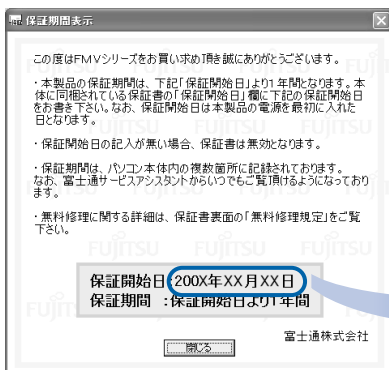 保証期間表示
この度はFMVシリーズをお買い求め頂き誠にありがとうございます。
・本製品の保証期間は、下記「保証開始日」より1年間となります。本
体に同梱されている保証書の「保証開始日」欄に下記の保証開始日
をお書き下さい。なお、保証開始日は本製品の電源を最初に入れた
日となります。
・保証開始日の記入が無い場合、保証書は無効となります。
・保証期間は、パソコン本体内の複数箇所に記録されております。
なお、富士通サービスアシスタントからいつでもご覧頂けるようになっており
ます。
・無料修理に関する詳細は、保証書裏面の「無料修理規定」をご覧
下さい。
保証開始日:200X年XX月XX日
保証期間 :保証開始日より1年間
富士通株式会社
閉じる
FUJITSU FUJITSU FUJITSU